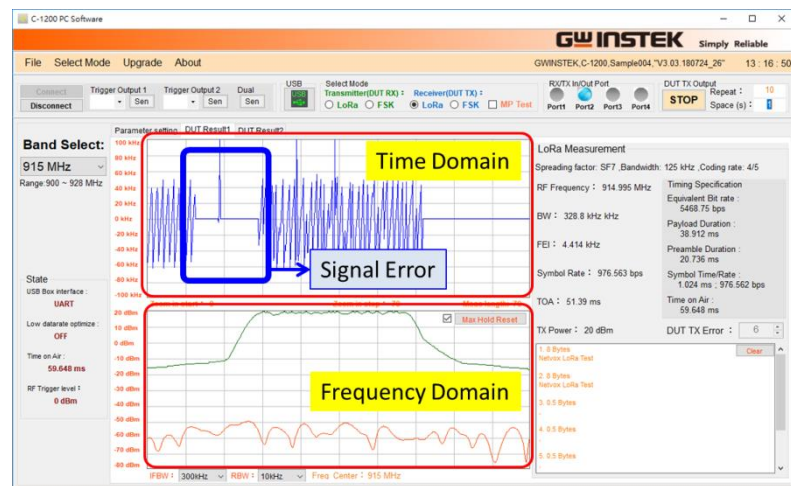 C-1200 PC Software
GWINSTEK Simply Reliable
File Select Mode Upgrade About
GWINSTEK,C-1200,Sample004,"V3.03.180724_26" 13 : 16 : 50
Connect
Disconnect
Trigger Output 1
Sen
Trigger Output 2
Sen
Dual
Sen
USB
Select Mode
Transmitter(DUT RX) : Receiver(DUT TX) :
LoRa FSK LoRa FSK MP Test
RX/TX In/Out Port
Port1 Port2 Port3 Port4
DUT TX Output
STOP
Repeat : 10
Space (s) : 1
Parameter setting DUT Result1 DUT Result2
Band Select:
915 MHz
Range:900 ~ 928 MHz
State
USB Box interface :
UART
Low datarate optimize :
OFF
Time on Air :
59.648 ms
RF Trigger level :
0 dBm
100 kHz
80 kHz
60 kHz
40 kHz
20 kHz
0 kHz
-20 kHz
-40 kHz
-60 kHz
-80 kHz
-100 kHz
Time Domain
Signal Error
20 dBm
10 dBm
0 dBm
-10 dBm
-20 dBm
-30 dBm
-40 dBm
-50 dBm
-60 dBm
-70 dBm
-80 dBm
Max Hold Reset
Frequency Domain
IFBW : 300kHz RBW : 10kHz Freq Center : 915 MHz
LoRa Measurement
Spreading factor: SF7 ,Bandwidth: 125 kHz ,Coding rate: 4/5
RF Frequency : 914.995 MHz
BW : 328.8 kHz kHz
FEI : 4.414 kHz
Symbol Rate : 976.563 bps
TOA : 51.39 ms
TX Power : 20 dBm
Timing Specification
Equivalent Bit rate :
5468.75 bps
Payload Duration :
38.912 ms
Preamble Duration :
20.736 ms
Symbol Time/Rate :
1.024 ms ; 976.562 bps
Time on Air :
59.648 ms
DUT TX Error : 6
Clear
1. 8 Bytes
Netvox LoRa Test
2. 8 Bytes
Netvox LoRa Test
3. 0.5 Bytes
4. 0.5 Bytes
5. 0.5 Bytes